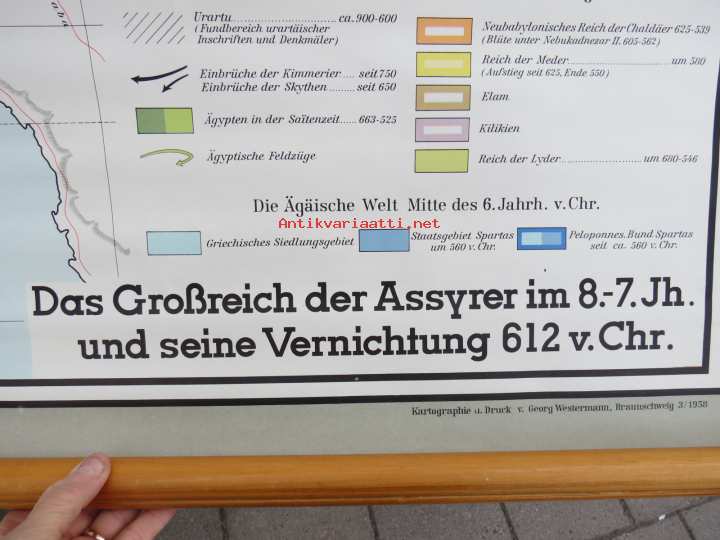 aba
Urartu ca. 900-600
(Fundbereich urartäischer
Inschriften und Denkmäler)
Einbrüche der Kimmerier seit 750
Einbrüche der Skythen seit 650
Ägypten in der Saïtenzeit 663-525
Ägyptische Feldzüge
Neubabylonisches Reich der Chaldäer 625-539
(Blüte unter Nebukadnezar II. 605-562)
Reich der Meder um 500
(Aufstieg seit 625, Ende 550)
Elam
Kilikien
Reich der Lyder um 680-546
Die Ägäische Welt Mitte des 6. Jahrh. v. Chr.
Antikvariaatti.net
Griechisches Siedlungsgebiet
Staatsgebiet Spartas
um 560 v. Chr.
Peloponnes. Bund Spartas
seit ca. 560 v. Chr.
Das Großreich der Assyrer im 8.-7. Jh.
und seine Vernichtung 612 v. Chr.
Kartographie u. Druck v. Georg Westermann, Braunschweig 3/1958